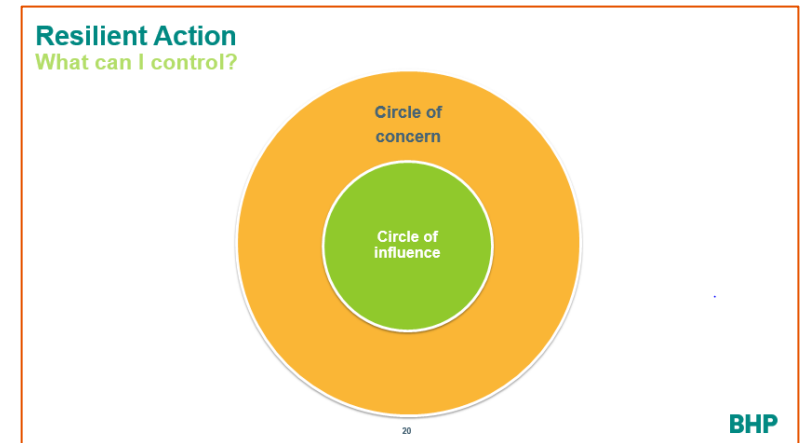 Resilient Action
What can I control?
Circle of
concern
Circle of
influence
20
BHP